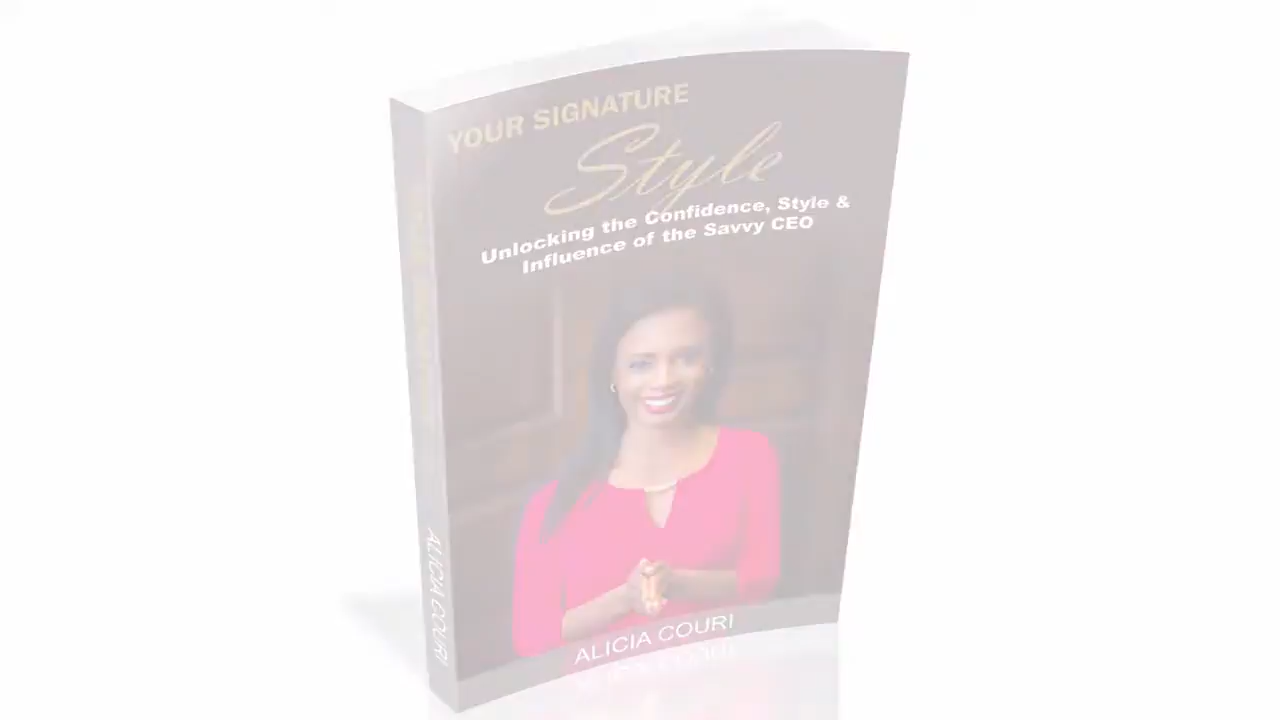 YOUR SIGNATURE
Style
Unlocking the Confidence, Style &
Influence of the Savvy CEO
ALICIA COURI
ALICIA COURI